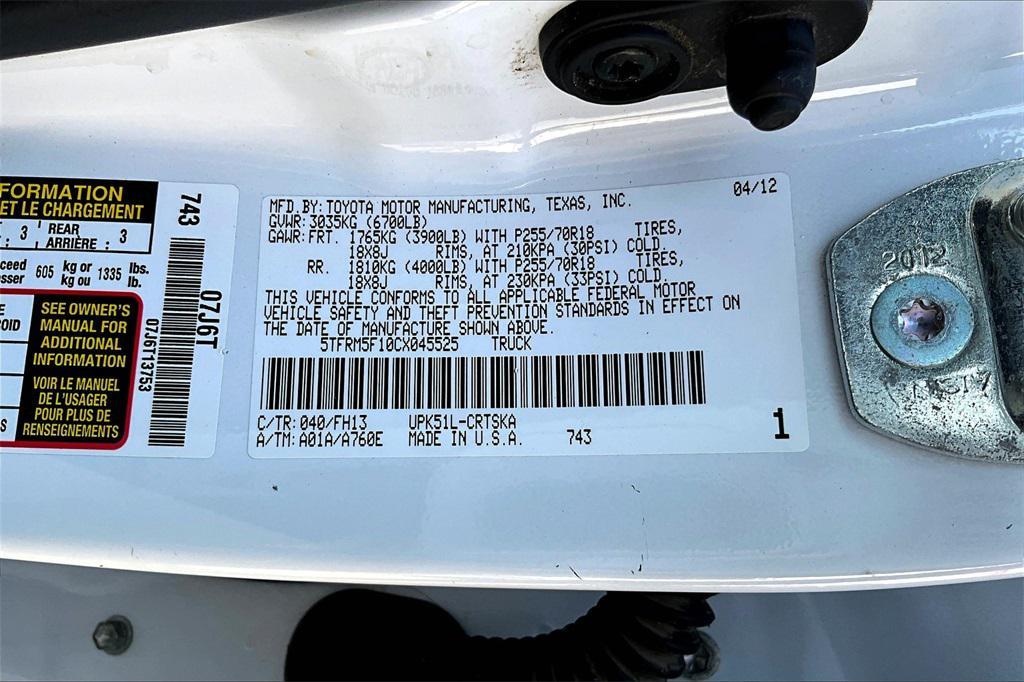 FORMATION
ET LE CHARGEMENT
: 3 REAR ARRIÈRE : 3
605 kg or kg ou 1335 lbs. lb.
SEE OWNER'S
MANUAL FOR
ADDITIONAL
INFORMATION
VOIR LE MANUEL
DE L'USAGER
POUR PLUS DE
RENSEIGNEMENTS
743
07J6T
07J6T13753
04/12
MFD.BY: TOYOTA MOTOR MANUFACTURING, TEXAS, INC.
GVWR: 3035KG (6700LB)
GAWR: FRT. 1765KG (3900LB) WITH P255/70R18 TIRES,
18X8J RIMS, AT 210KPA (30PSI) COLD.
RR. 1810KG (4000LB) WITH P255/70R18 TIRES,
18X8J RIMS, AT 230KPA (33PSI) COLD.
THIS VEHICLE CONFORMS TO ALL APPLICABLE FEDERAL MOTOR
VEHICLE SAFETY AND THEFT PREVENTION STANDARDS IN EFFECT ON
THE DATE OF MANUFACTURE SHOWN ABOVE.
5TFRM5F10CX045525 TRUCK
C/TR: 040/FH13 UPK51L-CRTSKA
A/TM: A01A/A760E MADE IN U.S.A. 743 1
2012